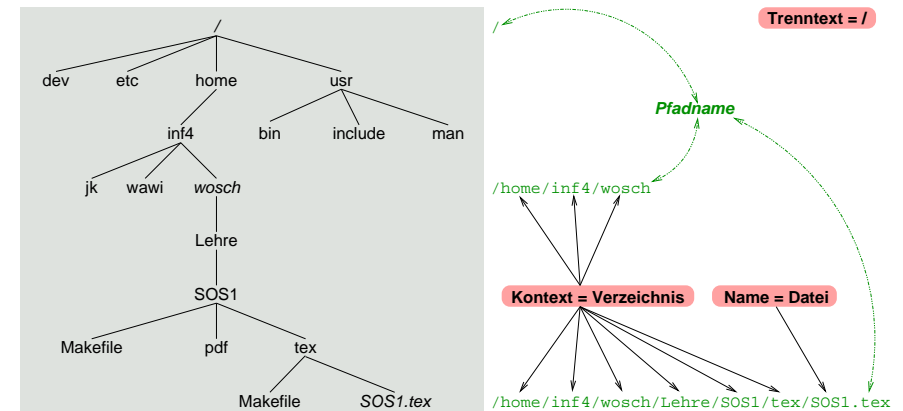 /
dev etc home usr
inf4 bin include man
jk wawi wosch
Lehre
SOS1
Makefile pdf tex
Makefile SOS1.tex
Trenntext = /
/
Pfadname
/home/inf4/wosch
Kontext = Verzeichnis Name = Datei
/home/inf4/wosch/Lehre/SOS1/tex/SOS1.tex